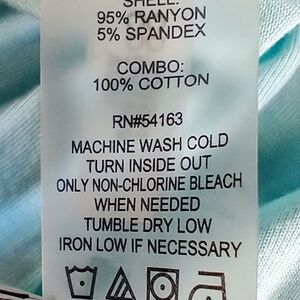 SHELL:
95% RANYON
5% SPANDEX
COMBO:
100% COTTON
RN#54163
MACHINE WASH COLD
TURN INSIDE OUT
ONLY NON-CHLORINE BLEACH
WHEN NEEDED
TUMBLE DRY LOW
IRON LOW IF NECESSARY